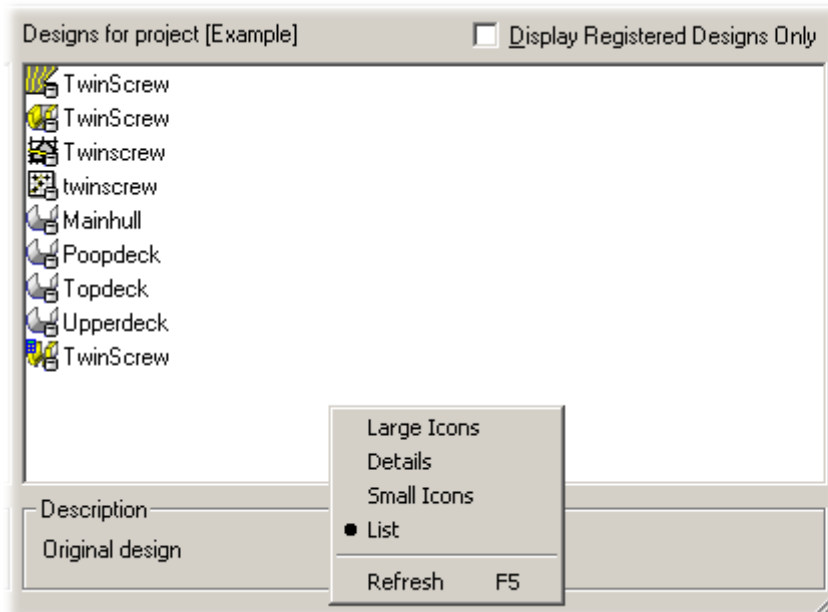 Designs for project [Example]
Display Registered Designs Only
TwinScrew
TwinScrew
Twinscrew
twinscrew
Mainhull
Poopdeck
Topdeck
Upperdeck
TwinScrew
Large Icons
Details
Small Icons
List
Refresh F5
Description
Original design